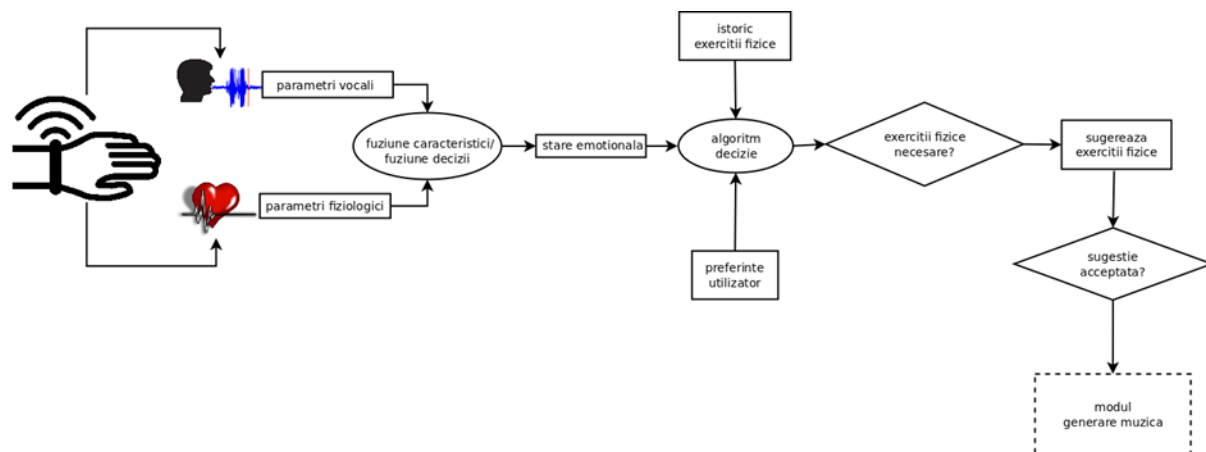 istoric
exercitii fizice
parametri vocali
fuziune caracteristici/
fuziune decizii
stare emotionala
algoritm
decizie
exercitii fizice
necesare?
sugereaza
exercitii fizice
parametri fiziologici
preferinte
utilizator
sugestie
acceptata?
modul
generare muzica